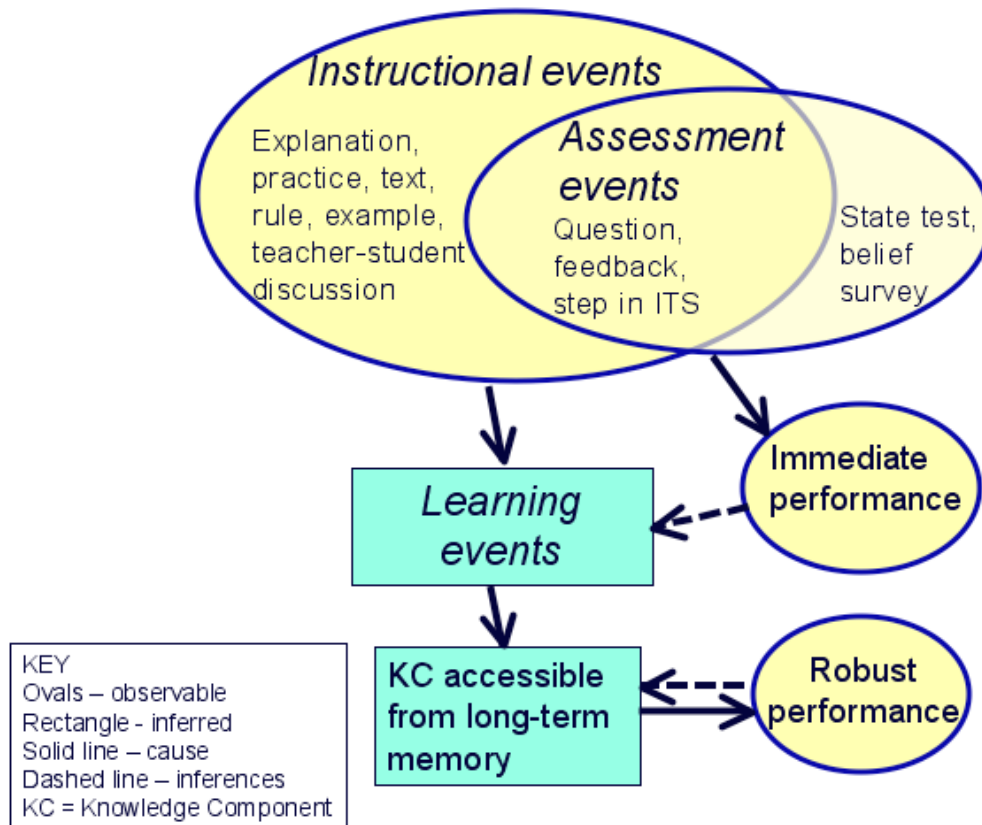 Instructional events
Explanation,
practice, text,
rule, example,
teacher-student
discussion
Assessment
events
Question,
feedback,
step in ITS
State test,
belief
survey
Immediate
performance
Learning
events
KC accessible
from long-term
memory
Robust
performance
KEY
Ovals – observable
Rectangle - inferred
Solid line – cause
Dashed line – inferences
KC = Knowledge Component